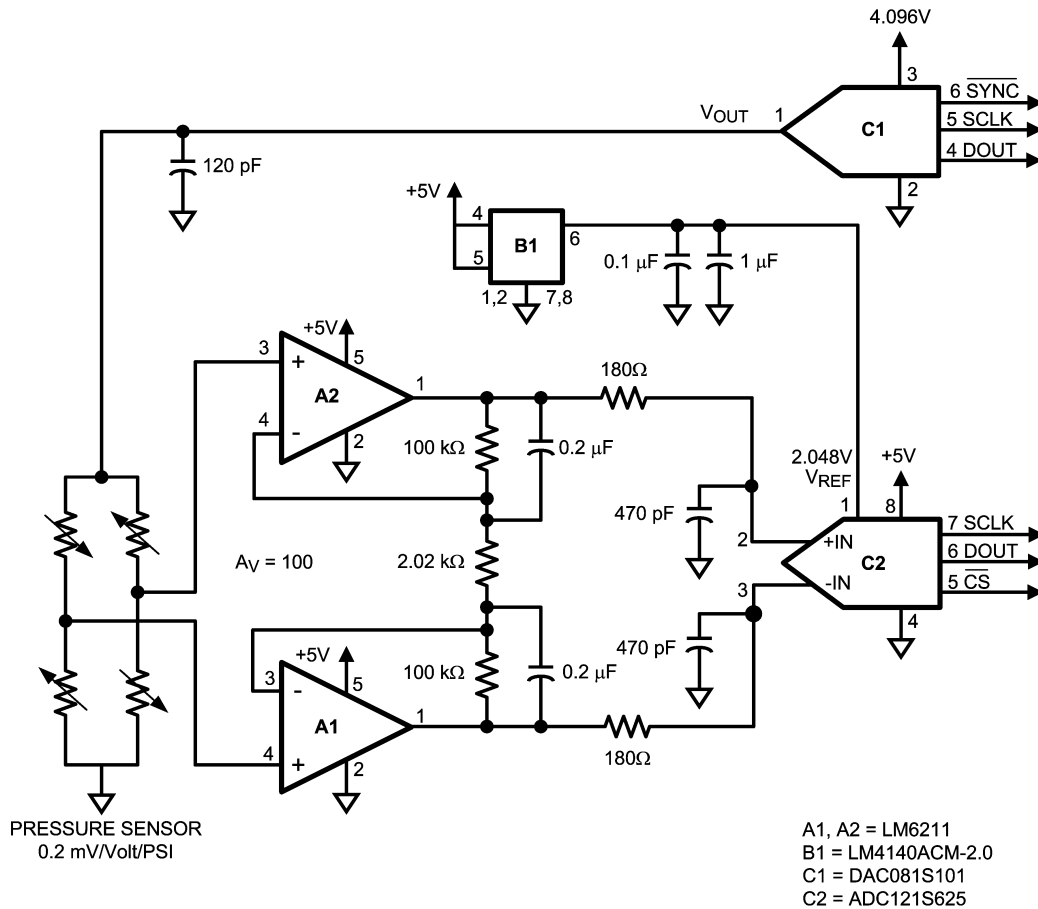 4.096V
3
6 SYNC
VOUT
1
C1
5 SCLK
4 DOUT
120 pF
2
+5V
4
B1
6
5
0.1 µF
1 µF
1,2
7,8
+5V
3
+
5
A2
1
180Ω
4
-
2
100 kΩ
0.2 µF
2.048V
VREF
+5V
1
8
470 pF
2
+IN
7 SCLK
AV = 100
2.02 kΩ
C2
6 DOUT
3
-IN
5 CS
4
+5V
3
-
5
100 kΩ
0.2 µF
470 pF
A1
1
4
+
2
180Ω
PRESSURE SENSOR
0.2 mV/Volt/PSI
A1, A2 = LM6211
B1 = LM4140ACM-2.0
C1 = DAC081S101
C2 = ADC121S625